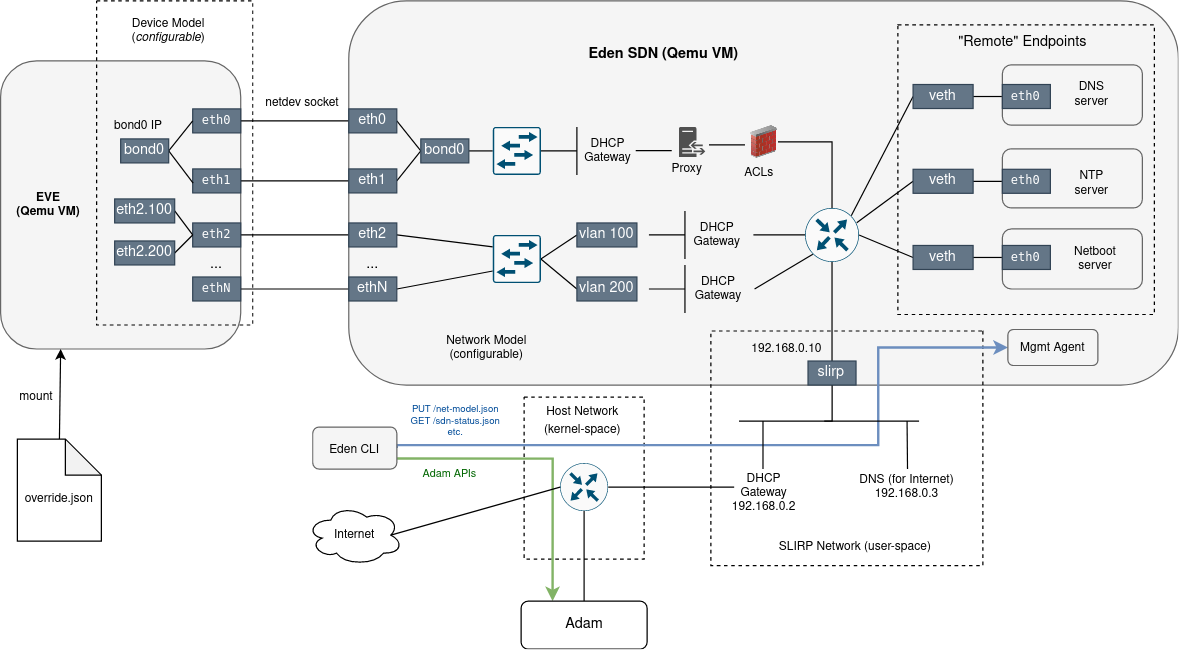 Device Model
(configurable)
Eden SDN (Qemu VM)
"Remote" Endpoints
netdev socket
bond0 IP
eth0
eth0
bond0
eth1
eth1
bond0
DHCP
Gateway
Proxy
ACLs
veth
eth0
DNS
server
veth
eth0
NTP
server
veth
eth0
Netboot
server
EVE
(Qemu VM)
eth2.100
eth2.200
eth2
...
ethN
eth2
...
ethN
vlan 100
DHCP
Gateway
vlan 200
DHCP
Gateway
Network Model
(configurable)
192.168.0.10
slirp
Mgmt Agent
mount
override.json
Eden CLI
PUT /net-model.json
GET /sdn-status.json
etc.
Adam APIs
Host Network
(kernel-space)
Internet
DHCP
Gateway
192.168.0.2
DNS (for Internet)
192.168.0.3
SLIRP Network (user-space)
Adam